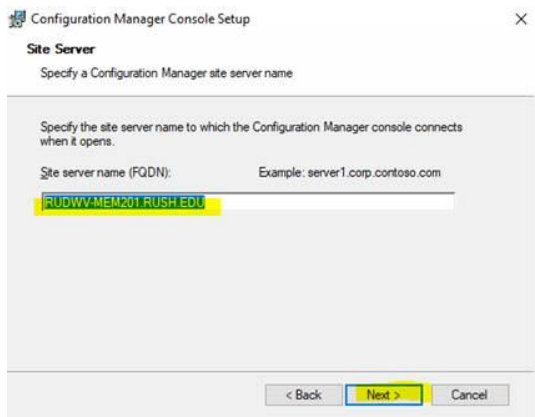 Configuration Manager Console Setup
Site Server
Specify a Configuration Manager site server name
Specify the site server name to which the Configuration Manager console connects
when it opens.
Site server name (FQDN): Example: server1.corp.contoso.com
RUDWV-MEM201.RUSH.EDU
< Back Next > Cancel